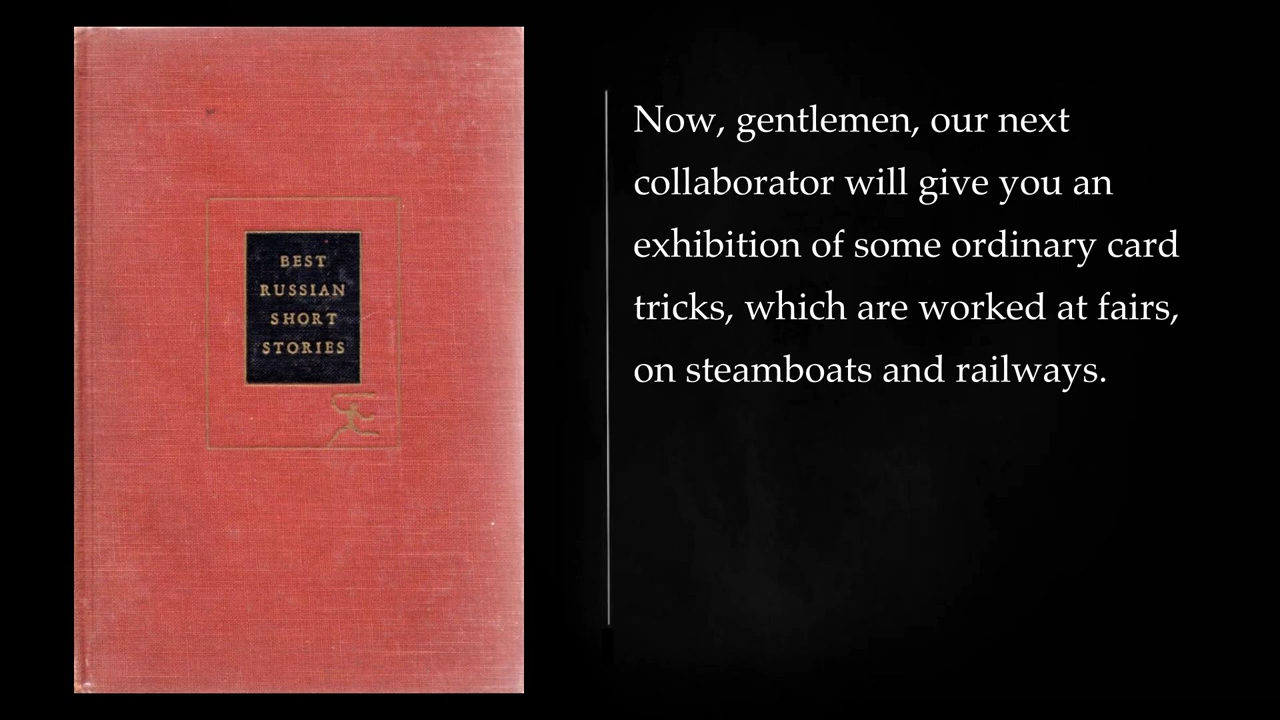 BEST
RUSSIAN
SHORT
STORIES
Now, gentlemen, our next
collaborator will give you an
exhibition of some ordinary card
tricks, which are worked at fairs,
on steamboats and railways.